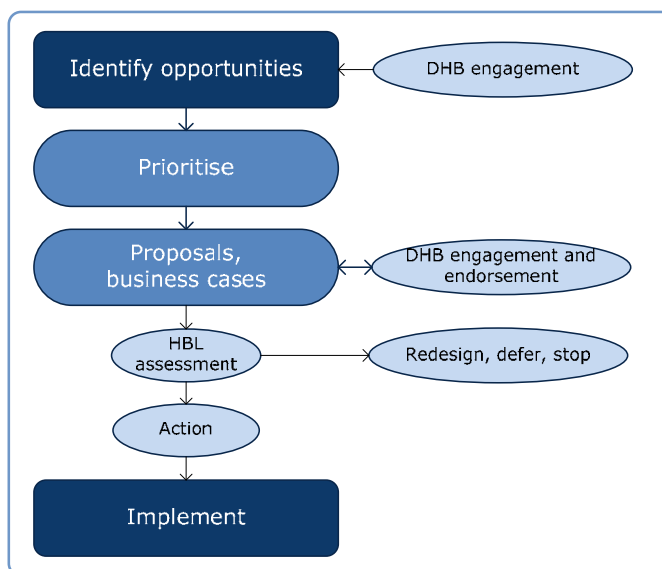 Identify opportunities
DHB engagement
Prioritise
Proposals,
business cases
DHB engagement and
endorsement
HBL
assessment
Redesign, defer, stop
Action
Implement